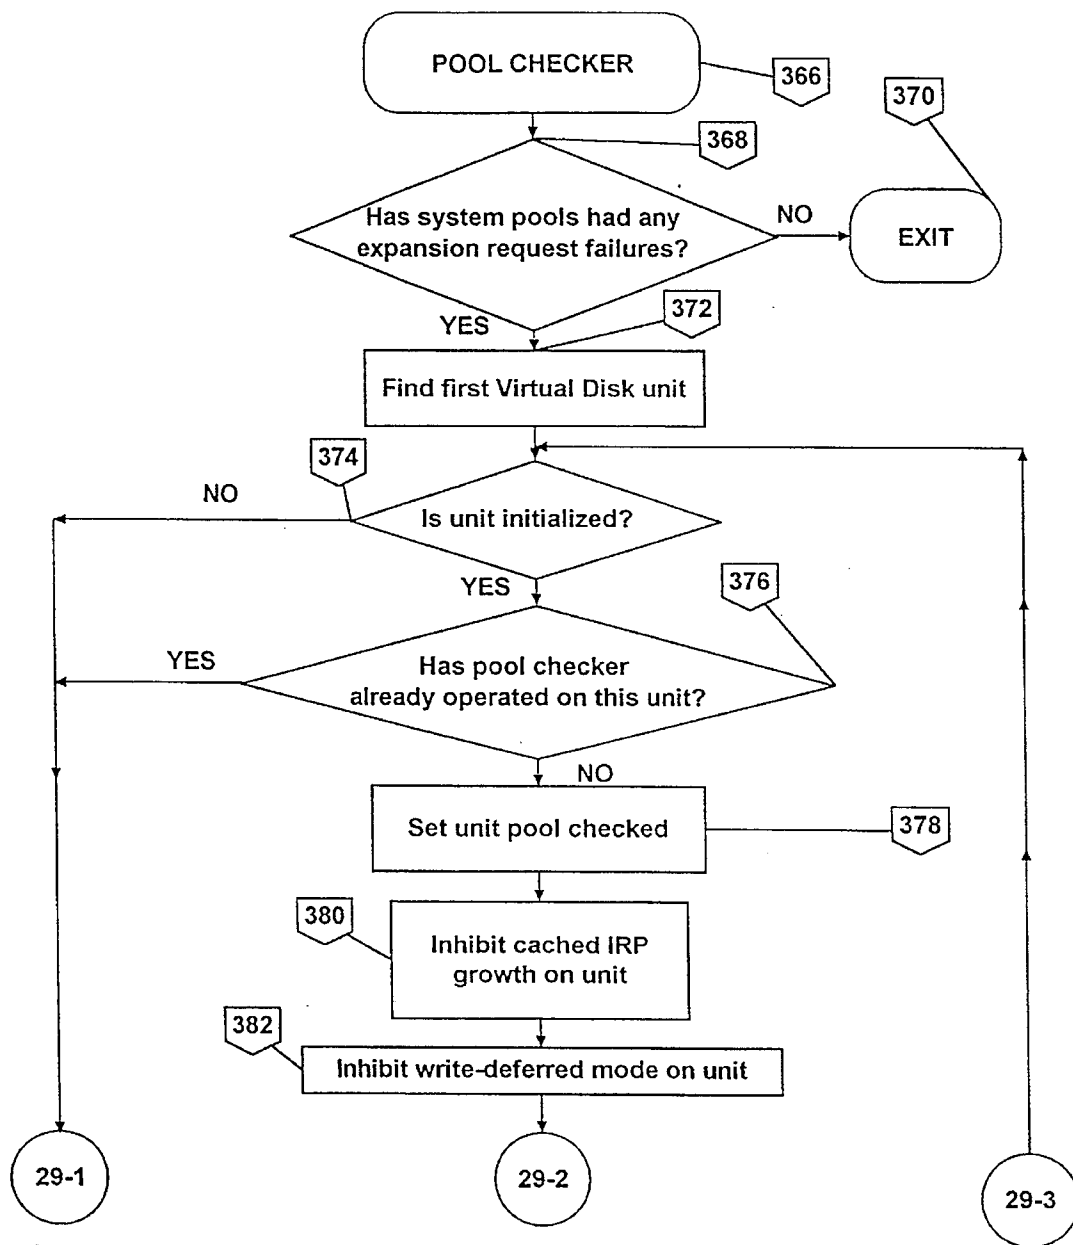 POOL CHECKER
366
370
368
Has system pools had any
expansion request failures?
NO
EXIT
YES
372
Find first Virtual Disk unit
374
NO
Is unit initialized?
YES
376
YES
Has pool checker
already operated on this unit?
NO
Set unit pool checked
378
380
Inhibit cached IRP
growth on unit
382
Inhibit write-deferred mode on unit
29-1
29-2
29-3